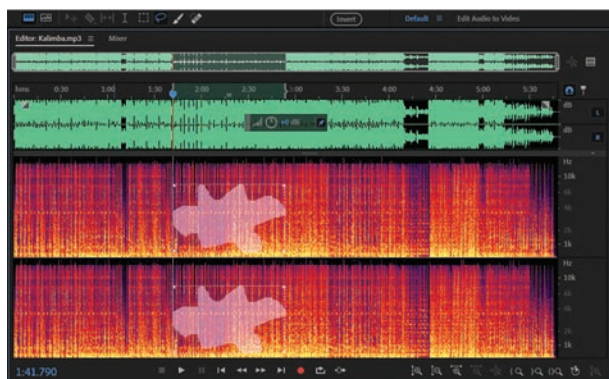 Invert
Default
Edit Audio to Video
Editor: Kalimba.mp3
Mixer
hms 0:30 1:00 1:30 2:00 2:30 3:00 3:30 4:00 4:30 5:00 5:30
dB
+0 dB
L
dB
R
Hz
10k
6k
4k
2k
1k
Hz
10k
6k
4k
2k
1k
1:41.790